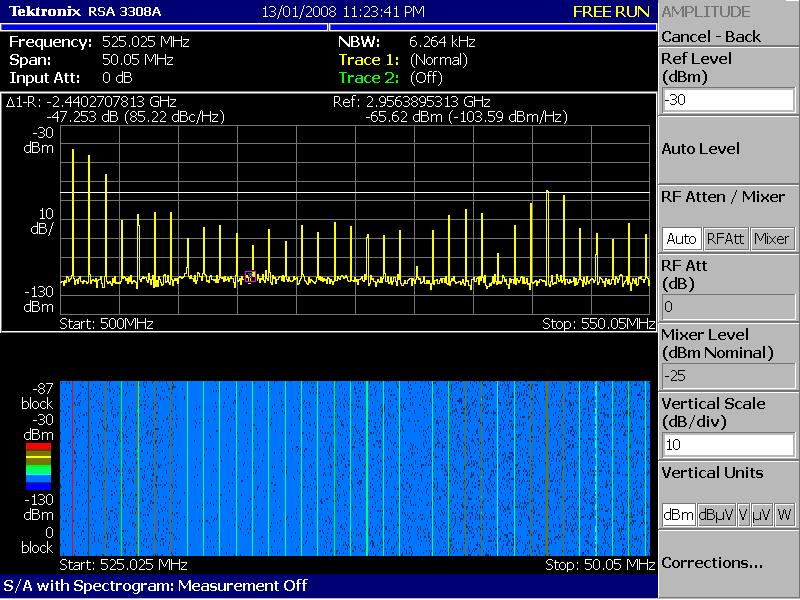 Tektronix RSA 3308A 13/01/2008 11:23:41 PM FREE RUN
Frequency: 525.025 MHz NBW: 6.264 kHz
Span: 50.05 MHz Trace 1: (Normal)
Input Att: 0 dB Trace 2: (Off)
Δ1-R: -2.4402707813 GHz Ref: 2.9563895313 GHz
-47.253 dB (85.22 dBc/Hz) -65.62 dBm (-103.59 dBm/Hz)
-30
dBm
10
dB/
-130
dBm
Start: 500MHz Stop: 550.05MHz
-87
block
-30
dBm
-130
dBm
0
block
Start: 525.025 MHz Stop: 50.05 MHz
S/A with Spectrogram: Measurement Off
AMPLITUDE
Cancel - Back
Ref Level
(dBm)
-30
Auto Level
RF Atten / Mixer
Auto RFAtt Mixer
RF Att
(dB)
0
Mixer Level
(dBm Nominal)
-25
Vertical Scale
(dB/div)
10
Vertical Units
dBm dBµV V µV W
Corrections...